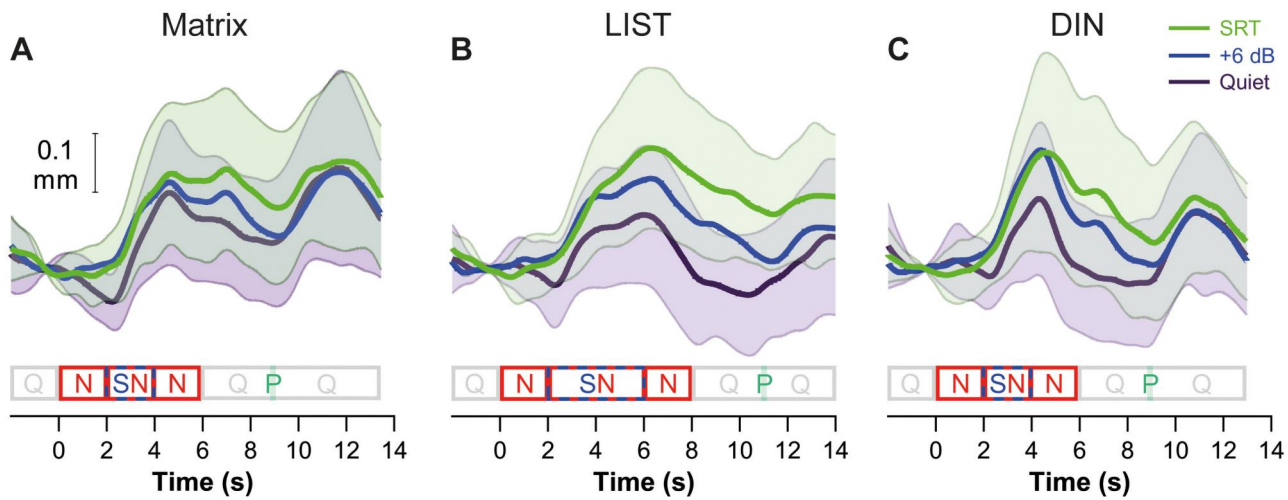 Matrix
LIST
DIN
A
B
C
SRT
+6 dB
Quiet
0.1
mm
Q N SN N Q P Q
Q N SN N Q P Q
Q N SN N Q P Q
0 2 4 6 8 10 12 14
0 2 4 6 8 10 12 14
0 2 4 6 8 10 12 14
Time (s)
Time (s)
Time (s)